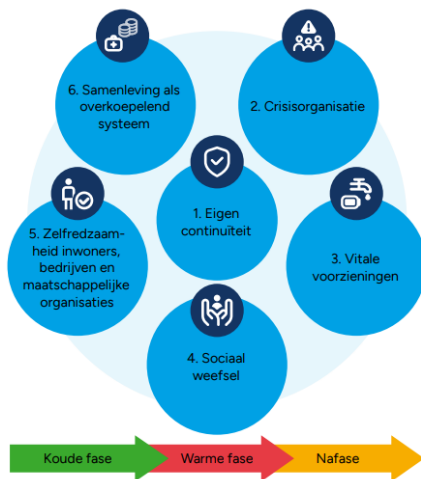 6. Samenleving als
overkoepelend
systeem
2. Crisisorganisatie
1. Eigen
continuïteit
5. Zelfredzaam-
heid inwoners,
bedrijven en
maatschappelijke
organisaties
3. Vitale
voorzieningen
4. Sociaal
weefsel
Koude fase
Warme fase
Nafase